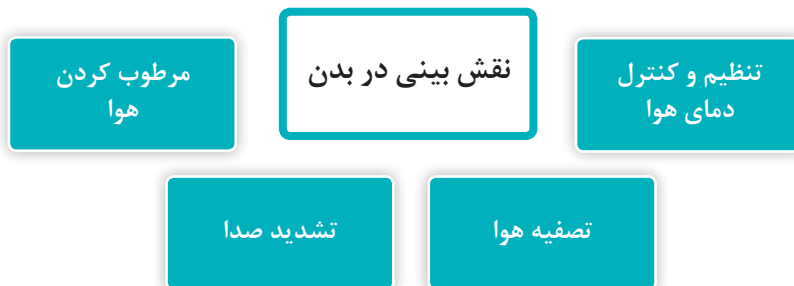 نقش بینی در بدن
تنظیم و کنترل
دمای هوا
مرطوب کردن
هوا
تصفیه هوا
تشدید صدا